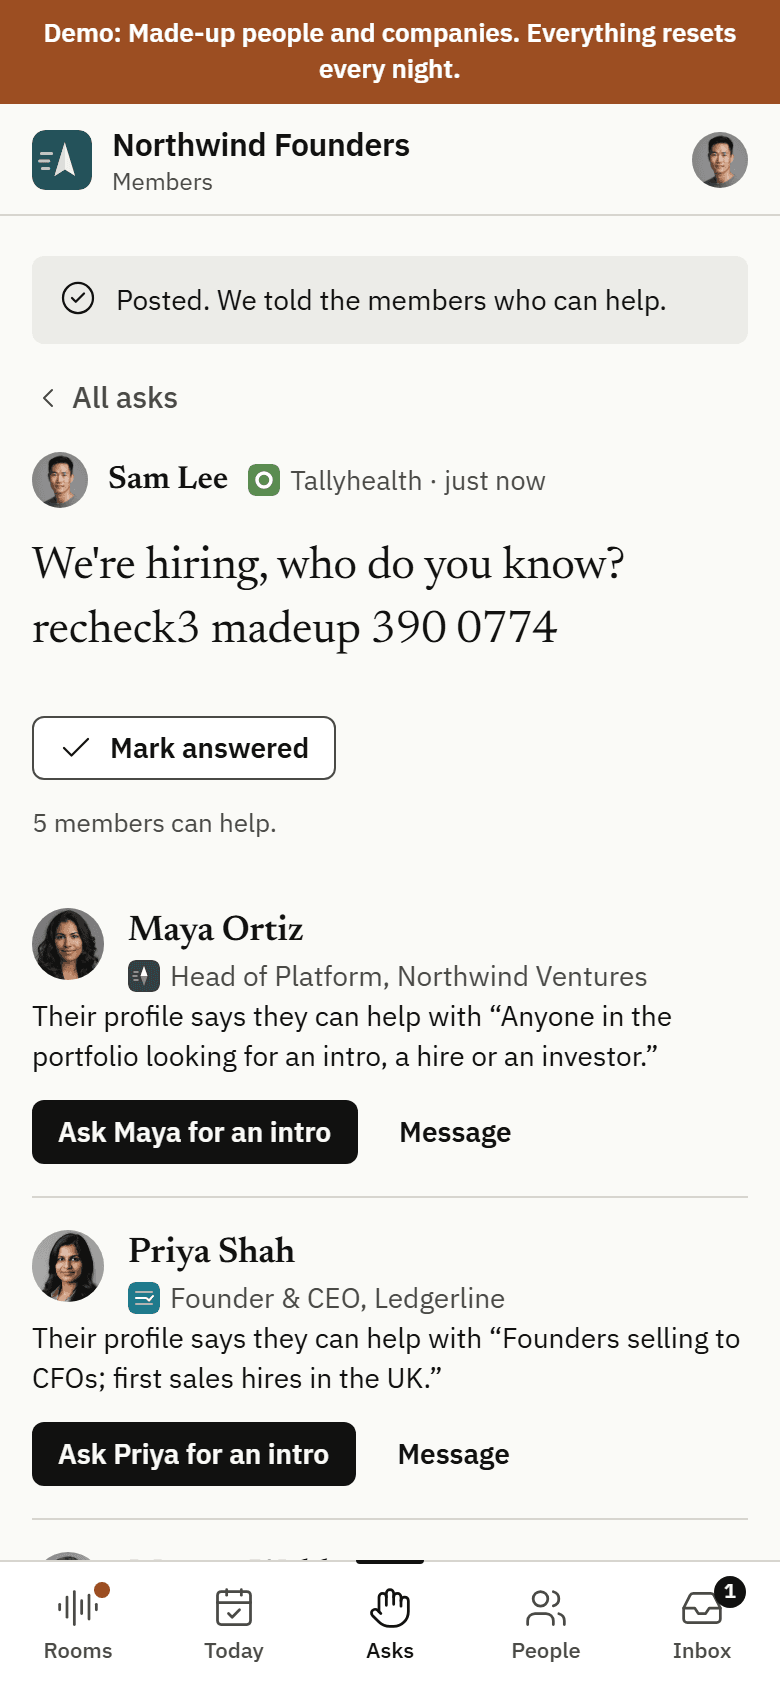 Demo: Made-up people and companies. Everything resets
every night.
Northwind Founders
Members
Posted. We told the members who can help.
All asks
Sam Lee Tallyhealth · just now
We're hiring, who do you know?
recheck3 madeup 390 0774
Mark answered
5 members can help.
Maya Ortiz
Head of Platform, Northwind Ventures
Their profile says they can help with “Anyone in the
portfolio looking for an intro, a hire or an investor.”
Ask Maya for an intro Message
Priya Shah
Founder & CEO, Ledgerline
Their profile says they can help with “Founders selling to
CFOs; first sales hires in the UK.”
Ask Priya for an intro Message
1
Rooms Today Asks People Inbox